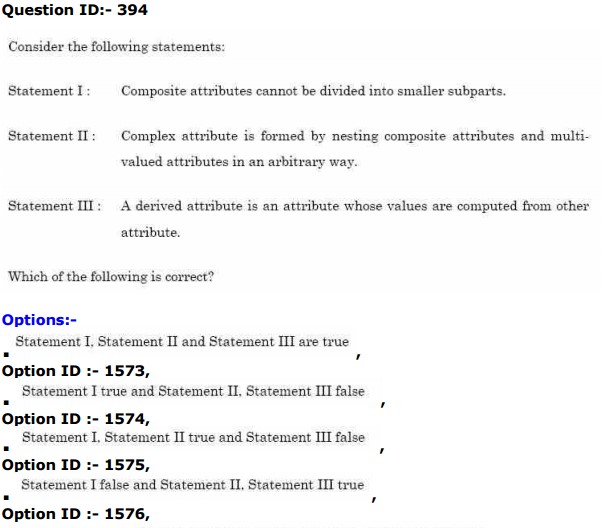 Question ID:- 394
Consider the following statements:
Statement I : Composite attributes cannot be divided into smaller subparts.
Statement II : Complex attribute is formed by nesting composite attributes and multi-
valued attributes in an arbitrary way.
Statement III : A derived attribute is an attribute whose values are computed from other
attribute.
Which of the following is correct?
Options:-
Statement I, Statement II and Statement III are true ,
Option ID :- 1573,
Statement I true and Statement II, Statement III false ,
Option ID :- 1574,
Statement I, Statement II true and Statement III false ,
Option ID :- 1575,
Statement I false and Statement II, Statement III true ,
Option ID :- 1576,